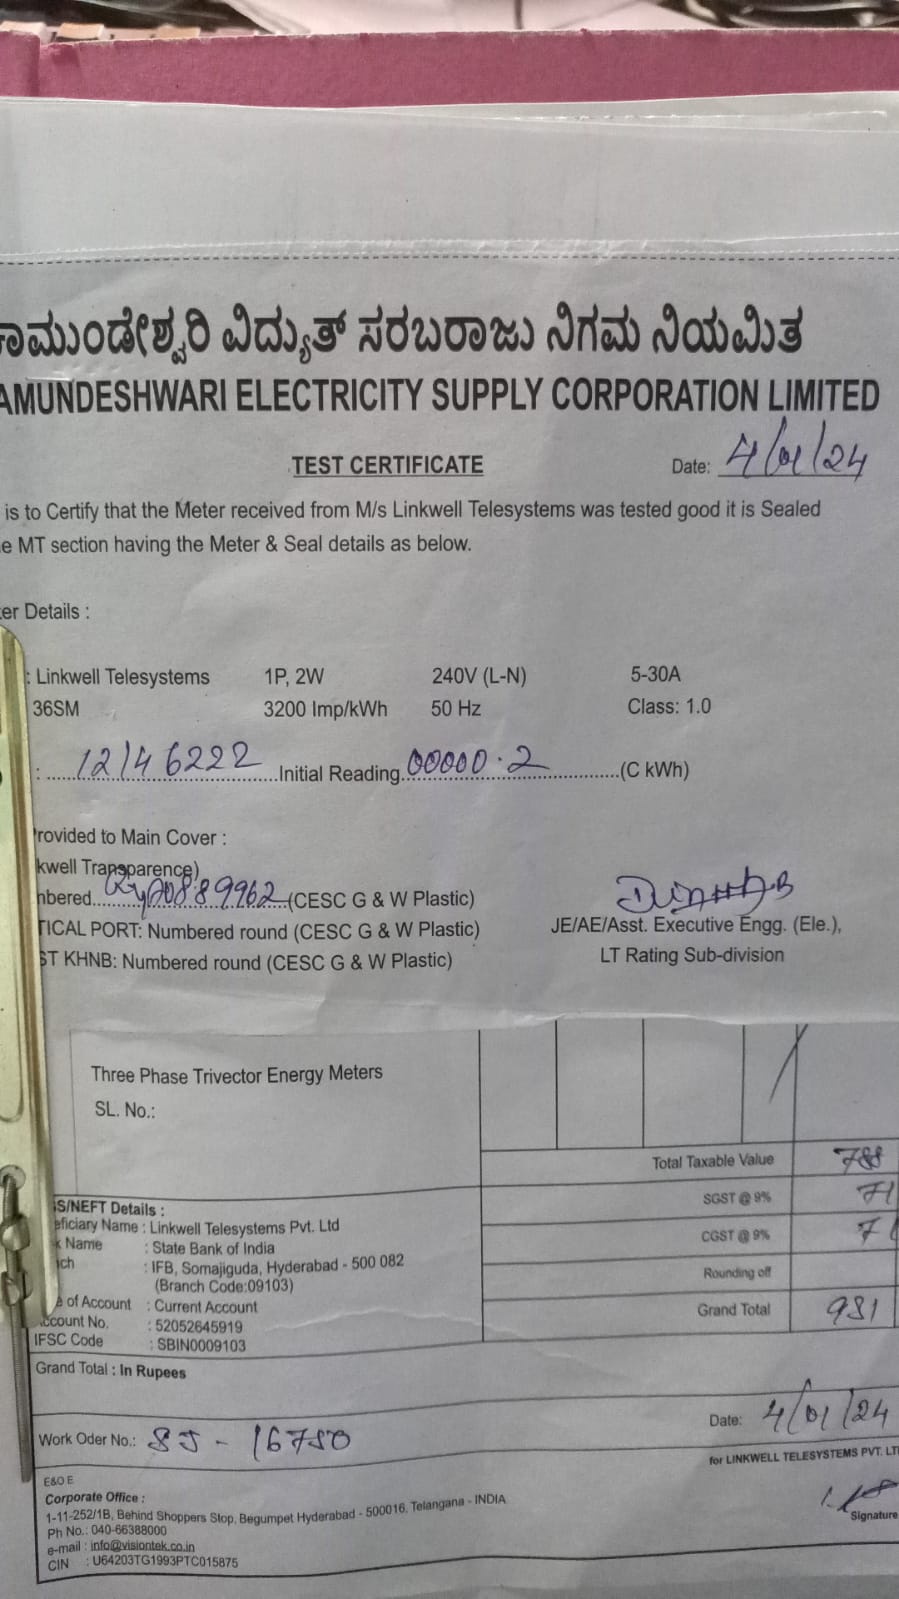 ಾಮುಂಡೇಶ್ವರಿ ವಿದ್ಯುತ್ ಸರಬರಾಜು ನಿಗಮ ನಿಯಮಿತ
AMUNDESHWARI ELECTRICITY SUPPLY CORPORATION LIMITED
TEST CERTIFICATE Date: 4/01/24
is to Certify that the Meter received from M/s Linkwell Telesystems was tested good it is Sealed
e MT section having the Meter & Seal details as below.
er Details :
: Linkwell Telesystems 1P, 2W 240V (L-N) 5-30A
36SM 3200 Imp/kWh 50 Hz Class: 1.0
: 12146222 Initial Reading 00000.2 (C kWh)
rovided to Main Cover :
kwell Transparence)
nbered (CESC G & W Plastic)
TICAL PORT: Numbered round (CESC G & W Plastic) JE/AE/Asst. Executive Engg. (Ele.),
ST KHNB: Numbered round (CESC G & W Plastic) LT Rating Sub-division
Three Phase Trivector Energy Meters
SL. No.:
Total Taxable Value 788
SGST @ 9% 71
CGST @ 9% 71
Rounding off
Grand Total 981
S/NEFT Details :
eficiary Name : Linkwell Telesystems Pvt. Ltd
k Name : State Bank of India
ch : IFB, Somajiguda, Hyderabad - 500 082
(Branch Code:09103)
e of Account : Current Account
ccount No. : 52052645919
IFSC Code : SBIN0009103
Grand Total : In Rupees
Date: 4/01/24
Work Oder No.: SJ - 16750
for LINKWELL TELESYSTEMS PVT. LT
E&O E
Corporate Office :
1-11-252/1B, Behind Shoppers Stop, Begumpet Hyderabad - 500016, Telangana - INDIA
Ph No.: 040-66388000
Signature
e-mail : info@visiontek.co.in
CIN : U64203TG1993PTC015875